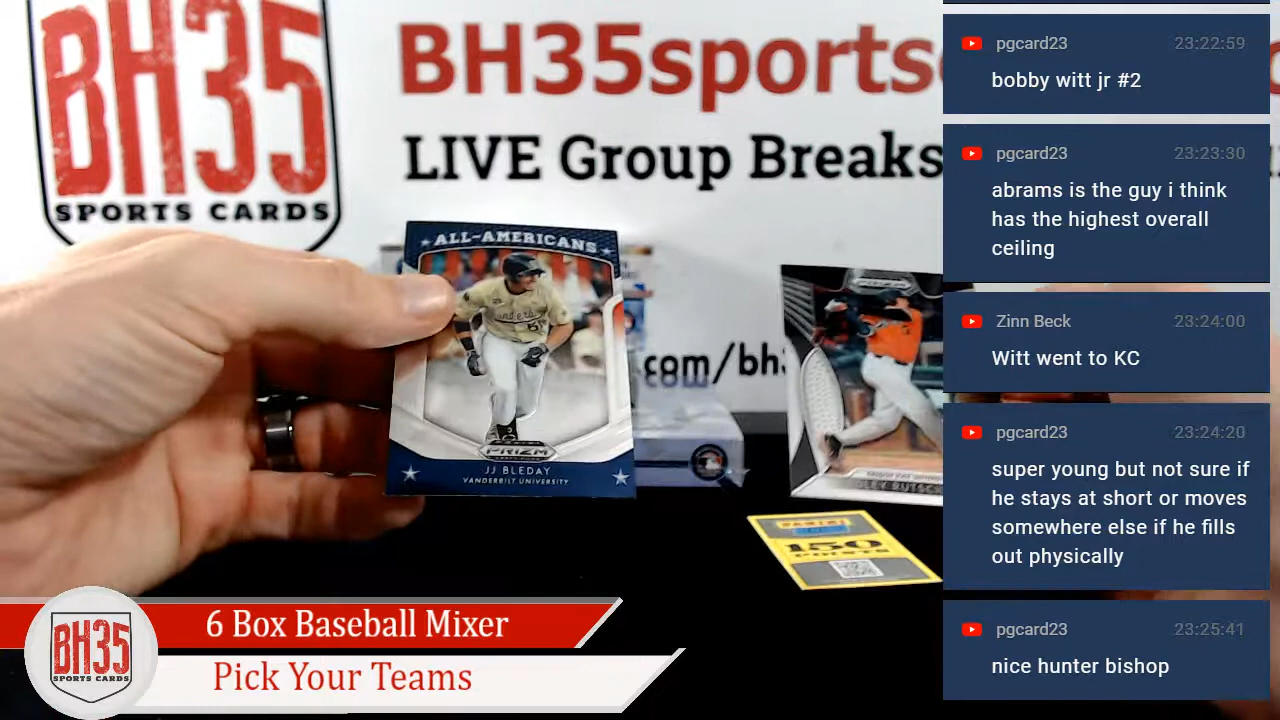 BH35
SPORTS CARDS
BH35sports
LIVE Group Breaks
.com/bh3
ALL-AMERICANS
PRIZM
JJ BLEDAY
VANDERBILT UNIVERSITY
PANINI
150
POINTS
6 Box Baseball Mixer
Pick Your Teams
BH35
SPORTS CARDS
pgcard23 23:22:59
bobby witt jr #2
pgcard23 23:23:30
abrams is the guy i think
has the highest overall
ceiling
Zinn Beck 23:24:00
Witt went to KC
pgcard23 23:24:20
super young but not sure if
he stays at short or moves
somewhere else if he fills
out physically
pgcard23 23:25:41
nice hunter bishop